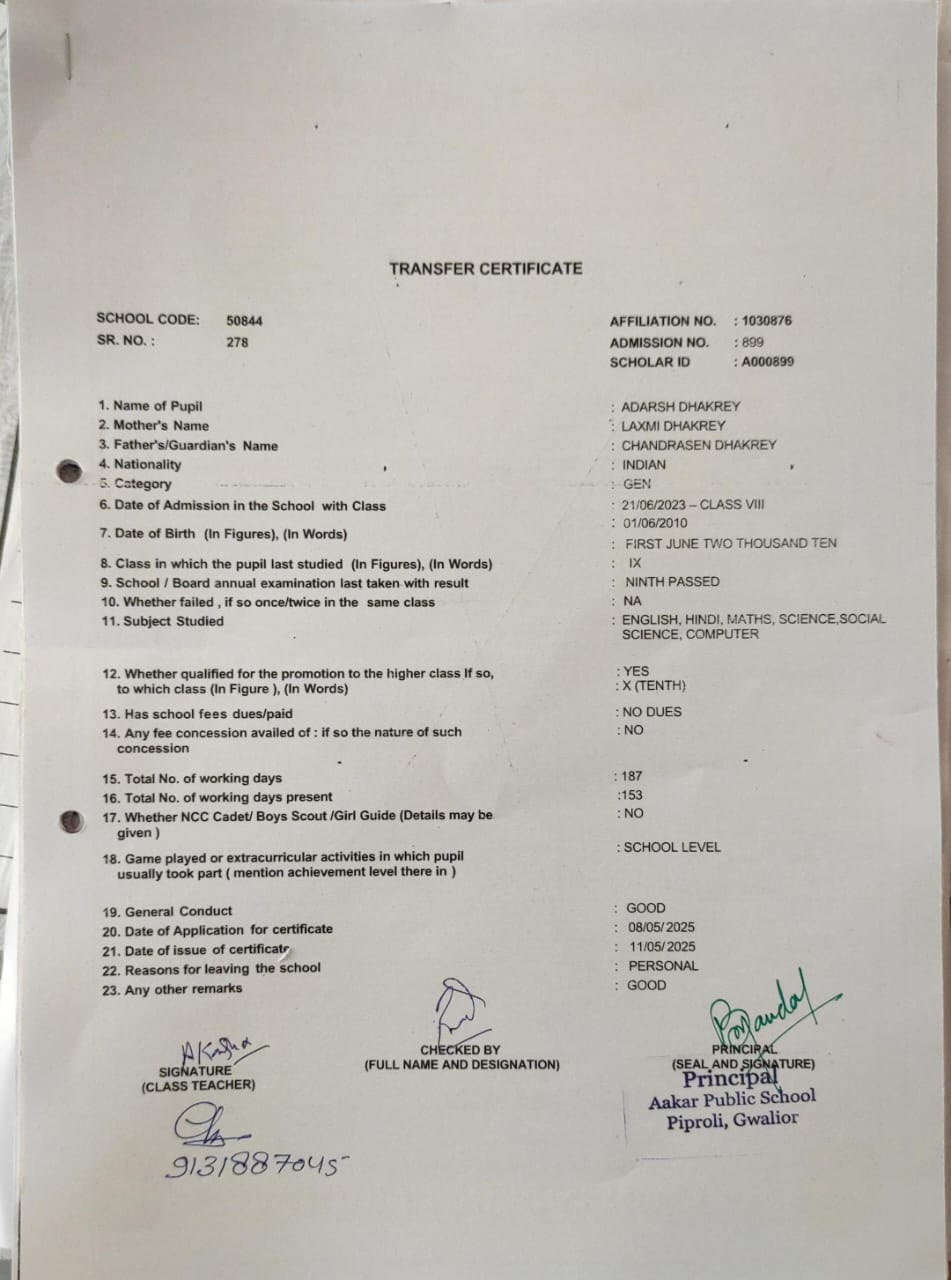 TRANSFER CERTIFICATE
SCHOOL CODE: 50844 AFFILIATION NO. : 1030876
SR. NO. : 278 ADMISSION NO. : 899
SCHOLAR ID : A000899
1. Name of Pupil : ADARSH DHAKREY
2. Mother's Name : LAXMI DHAKREY
3. Father's/Guardian's Name : CHANDRASEN DHAKREY
4. Nationality : INDIAN
5. Category : GEN
6. Date of Admission in the School with Class : 21/06/2023 – CLASS VIII
7. Date of Birth (In Figures), (In Words) : 01/06/2010
: FIRST JUNE TWO THOUSAND TEN
8. Class in which the pupil last studied (In Figures), (In Words) : IX
9. School / Board annual examination last taken with result : NINTH PASSED
10. Whether failed , if so once/twice in the same class : NA
11. Subject Studied : ENGLISH, HINDI, MATHS, SCIENCE,SOCIAL
SCIENCE, COMPUTER
12. Whether qualified for the promotion to the higher class If so, : YES
to which class (In Figure ), (In Words) : X (TENTH)
13. Has school fees dues/paid : NO DUES
14. Any fee concession availed of : if so the nature of such : NO
concession
15. Total No. of working days : 187
16. Total No. of working days present :153
17. Whether NCC Cadet/ Boys Scout /Girl Guide (Details may be : NO
given )
18. Game played or extracurricular activities in which pupil : SCHOOL LEVEL
usually took part ( mention achievement level there in )
19. General Conduct : GOOD
20. Date of Application for certificate : 08/05/2025
21. Date of issue of certificate : 11/05/2025
22. Reasons for leaving the school : PERSONAL
23. Any other remarks : GOOD
SIGNATURE CHECKED BY PRINCIPAL
(CLASS TEACHER) (FULL NAME AND DESIGNATION) (SEAL AND SIGNATURE)
Principal
Aakar Public School
Piproli, Gwalior
9131887045